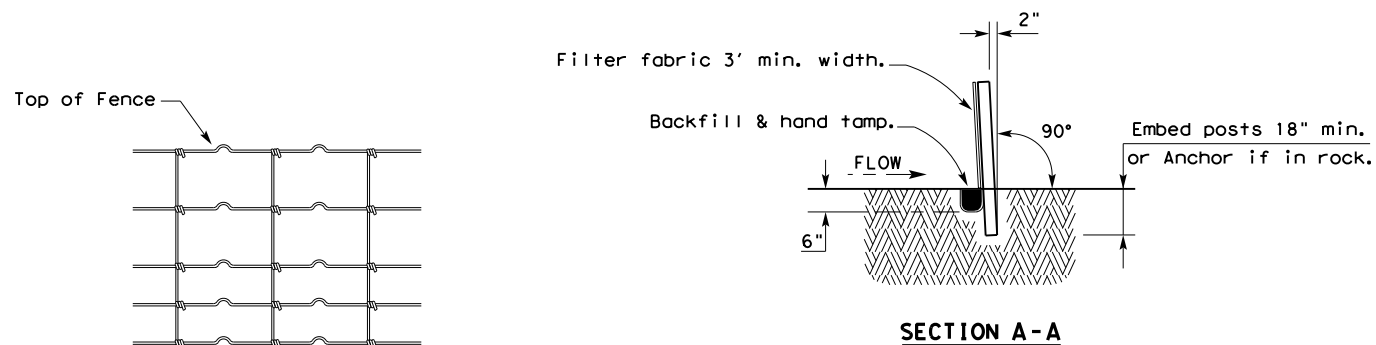 Top of Fence
2"
Filter fabric 3' min. width.
Backfill & hand tamp.
90°
Embed posts 18" min.
or Anchor if in rock.
FLOW
6"
SECTION A-A